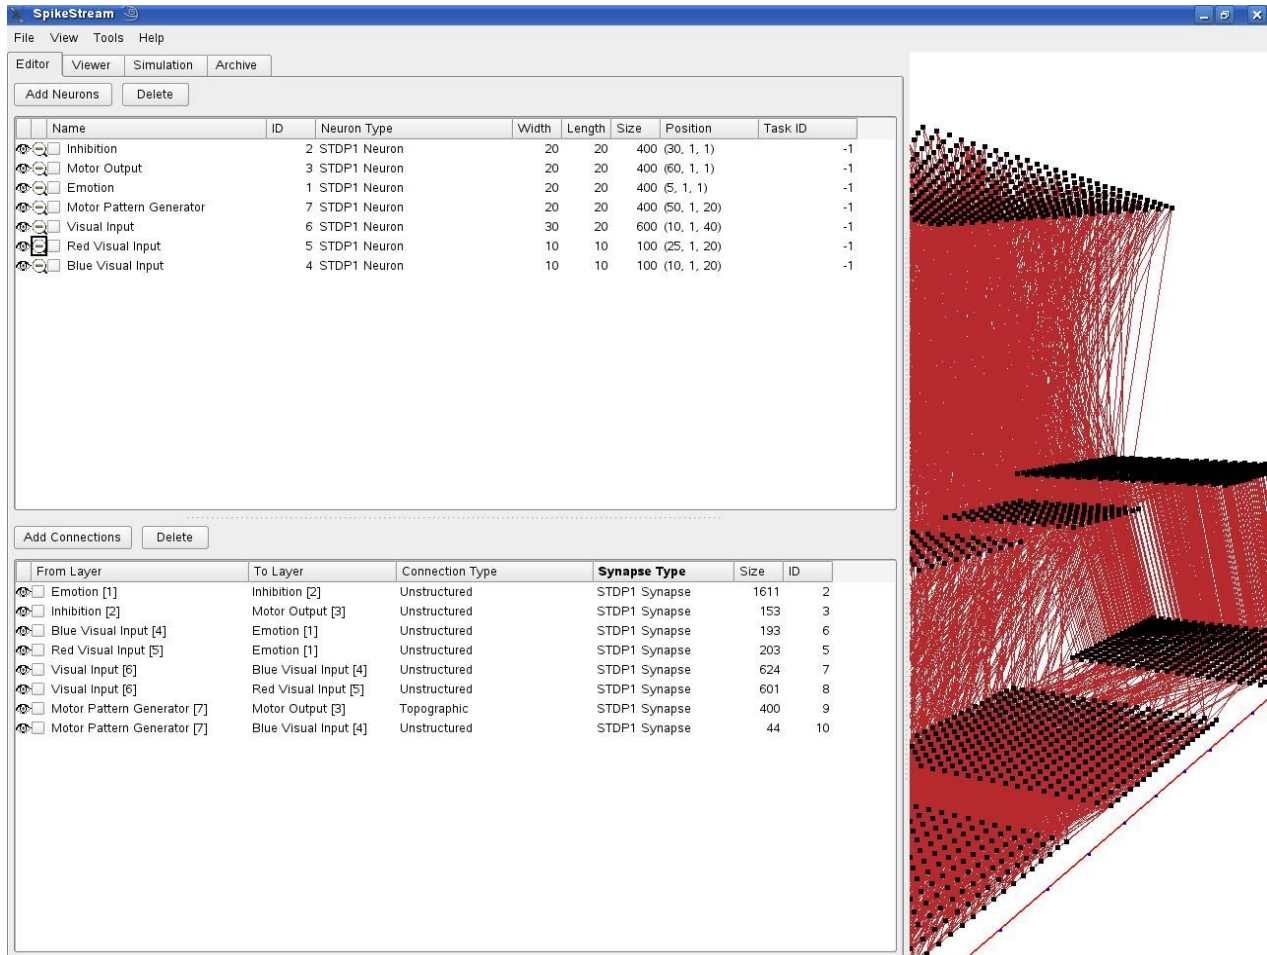 SpikeStream
File View Tools Help
Editor Viewer Simulation Archive
Add Neurons Delete
Name ID Neuron Type Width Length Size Position Task ID
Inhibition 2 STDP1 Neuron 20 20 400 (30, 1, 1) -1
Motor Output 3 STDP1 Neuron 20 20 400 (60, 1, 1) -1
Emotion 1 STDP1 Neuron 20 20 400 (5, 1, 1) -1
Motor Pattern Generator 7 STDP1 Neuron 20 20 400 (50, 1, 20) -1
Visual Input 6 STDP1 Neuron 30 20 600 (10, 1, 40) -1
Red Visual Input 5 STDP1 Neuron 10 10 100 (25, 1, 20) -1
Blue Visual Input 4 STDP1 Neuron 10 10 100 (10, 1, 20) -1
Add Connections Delete
From Layer To Layer Connection Type Synapse Type Size ID
Emotion [1] Inhibition [2] Unstructured STDP1 Synapse 1611 2
Inhibition [2] Motor Output [3] Unstructured STDP1 Synapse 153 3
Blue Visual Input [4] Emotion [1] Unstructured STDP1 Synapse 193 6
Red Visual Input [5] Emotion [1] Unstructured STDP1 Synapse 203 5
Visual Input [6] Blue Visual Input [4] Unstructured STDP1 Synapse 624 7
Visual Input [6] Red Visual Input [5] Unstructured STDP1 Synapse 601 8
Motor Pattern Generator [7] Motor Output [3] Topographic STDP1 Synapse 400 9
Motor Pattern Generator [7] Blue Visual Input [4] Unstructured STDP1 Synapse 44 10